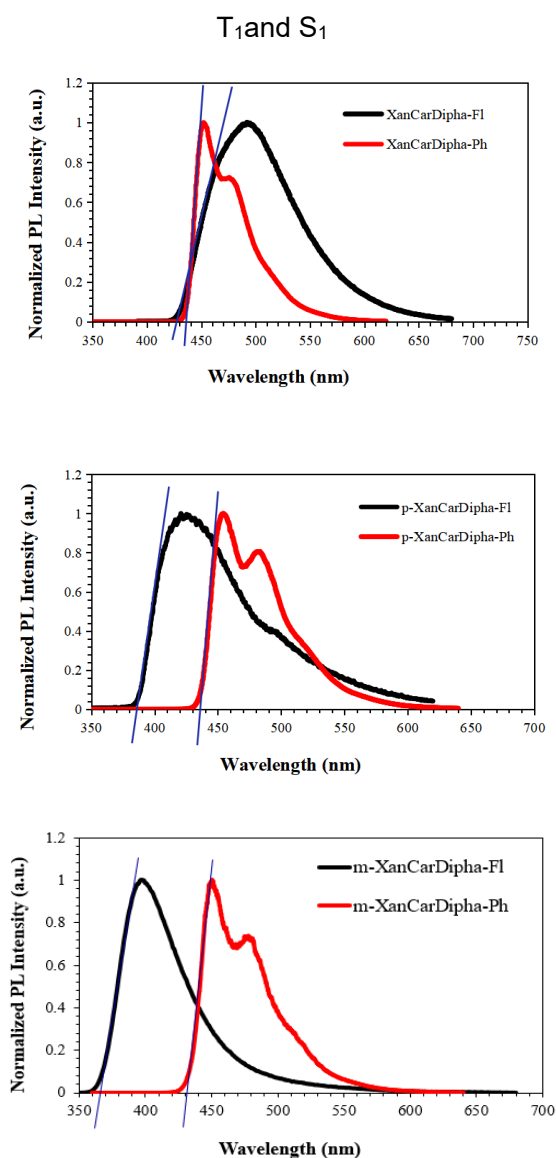 T₁and S₁
Normalized PL Intensity (a.u.)
1.2
1
0.8
0.6
0.4
0.2
0
XanCarDipha-Fl
XanCarDipha-Ph
350 400 450 500 550 600 650 700 750
Wavelength (nm)
Normalized PL Intensity (a.u.)
1.2
1
0.8
0.6
0.4
0.2
0
p-XanCarDipha-Fl
p-XanCarDipha-Ph
350 400 450 500 550 600 650 700
Wavelength (nm)
Normalized PL Intensity (a.u.)
1.2
1
0.8
0.6
0.4
0.2
0
m-XanCarDipha-Fl
m-XanCarDipha-Ph
350 400 450 500 550 600 650 700
Wavelength (nm)